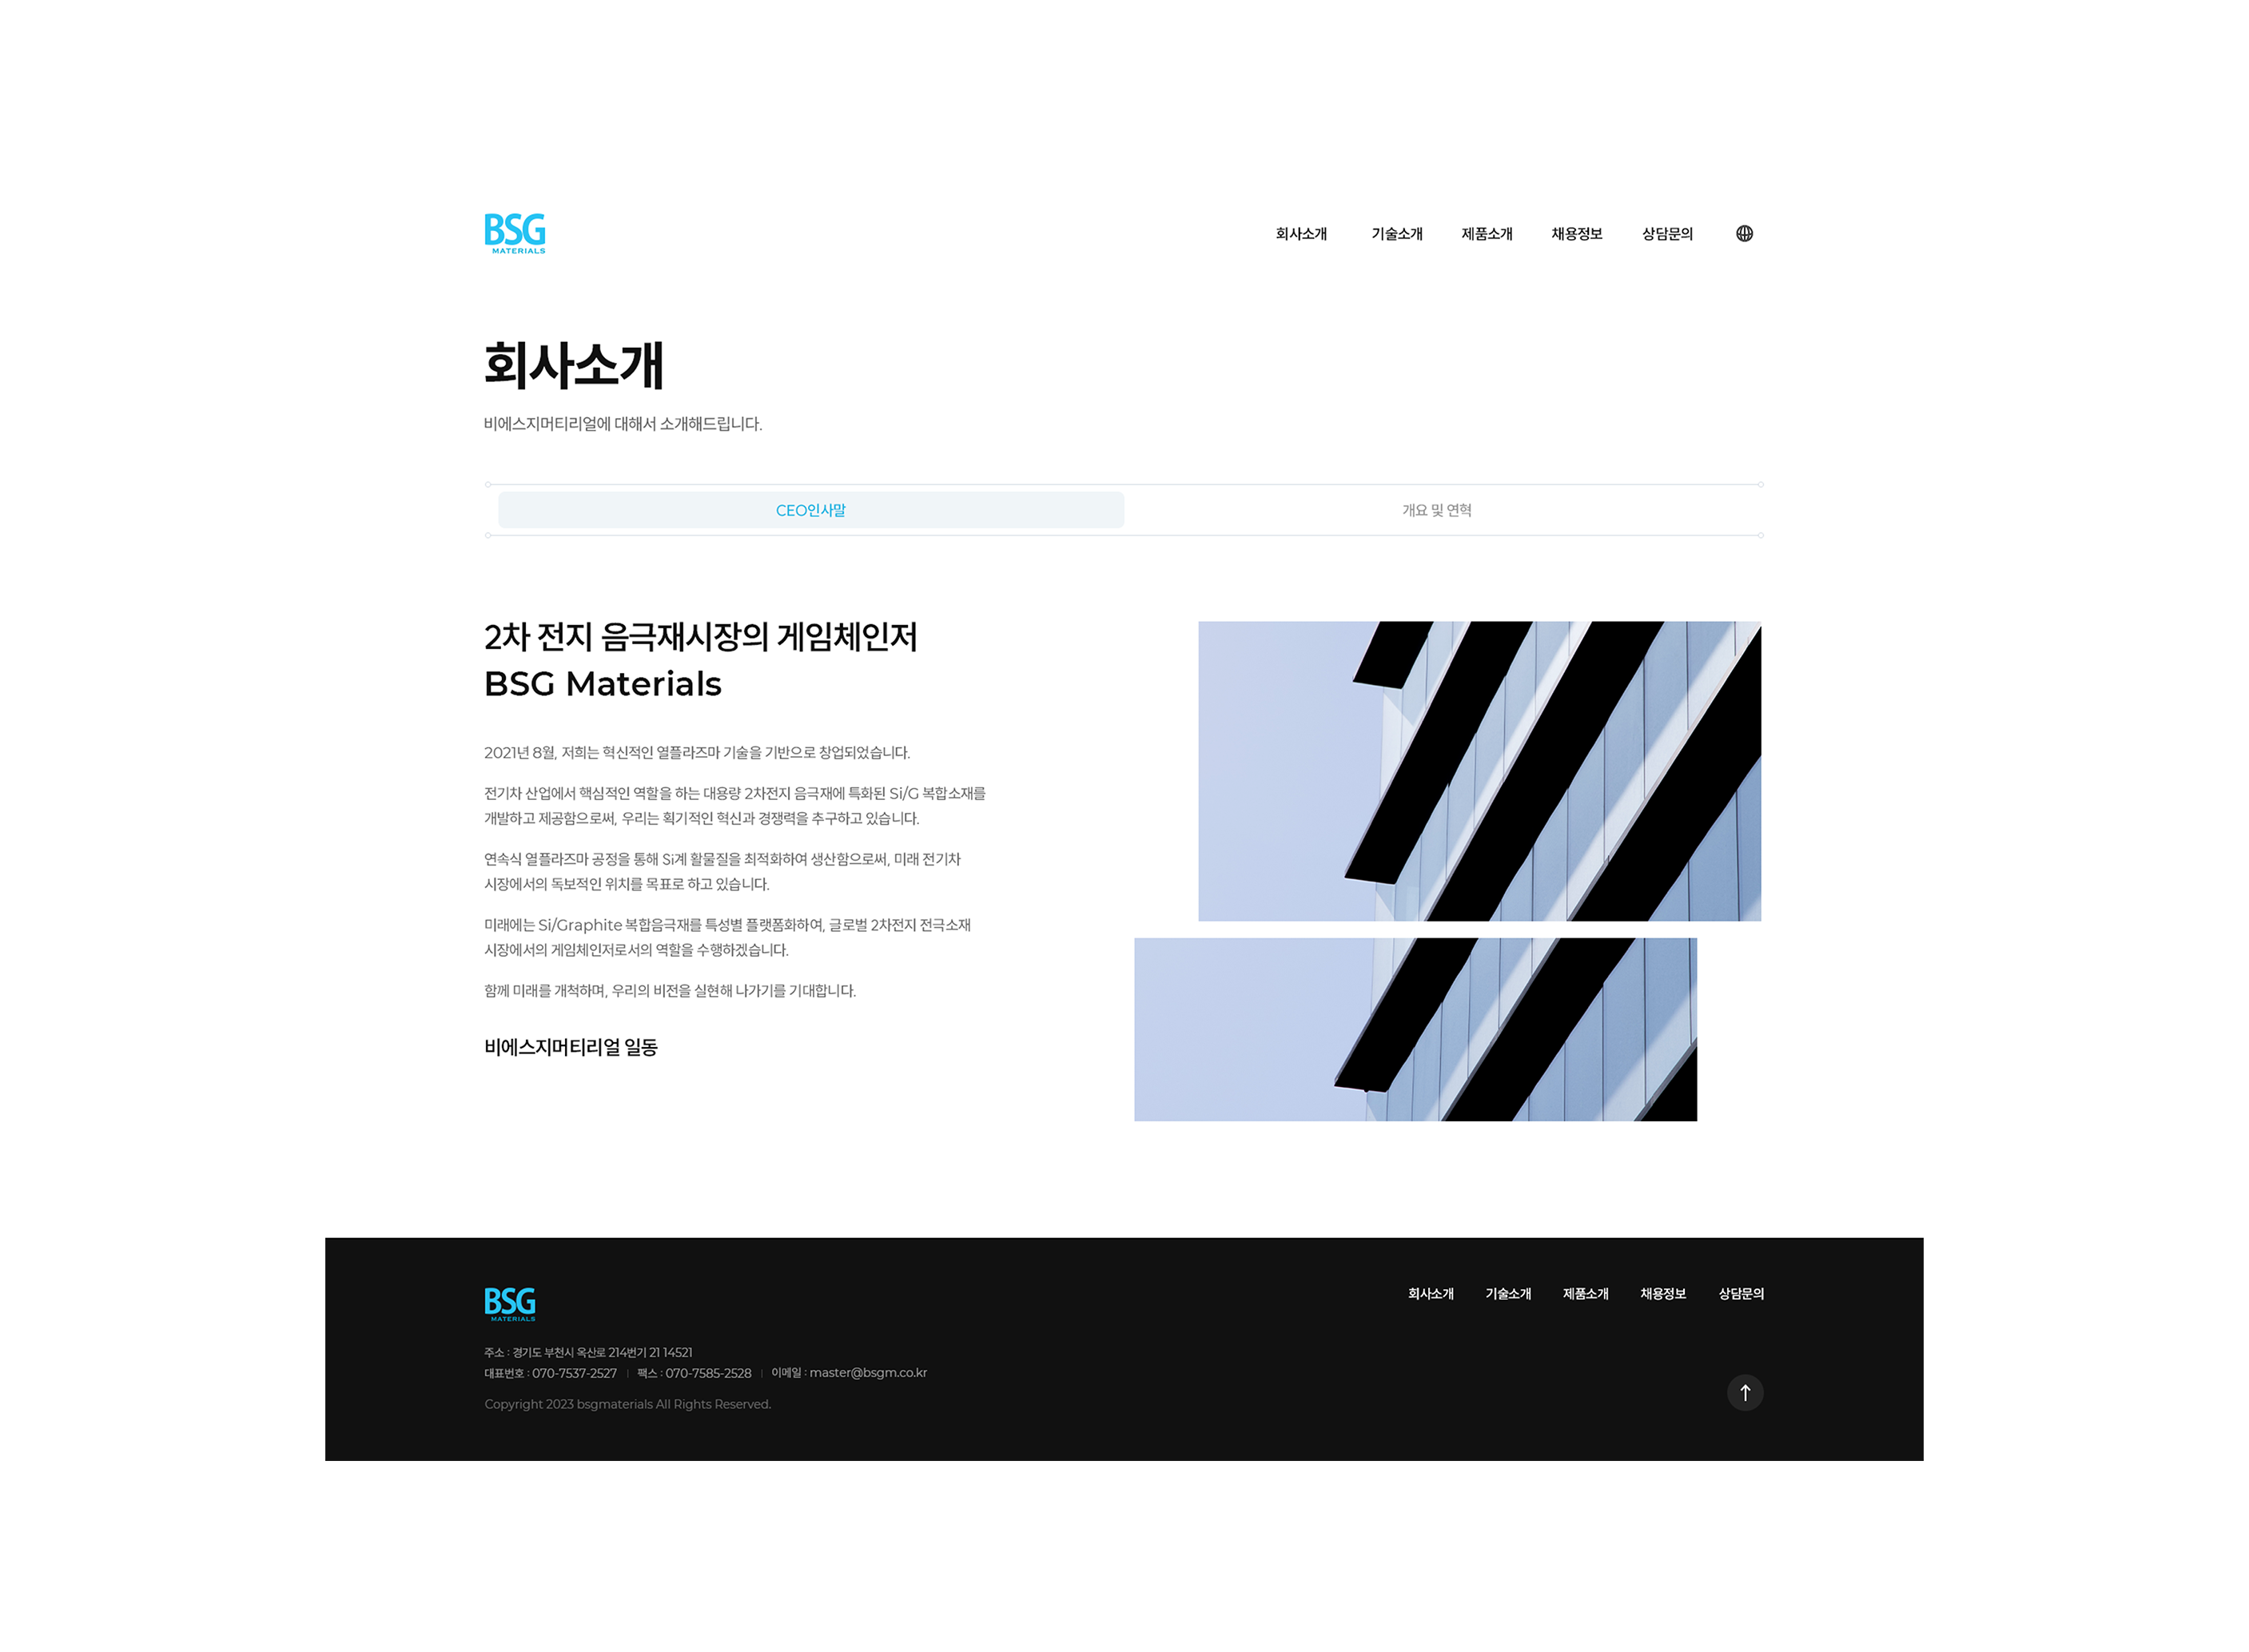 BSG
MATERIALS
회사소개 기술소개 제품소개 채용정보 상담문의
회사소개
비에스지머티리얼에 대해서 소개해드립니다.
CEO인사말 개요 및 연혁
2차 전지 음극재시장의 게임체인저
BSG Materials
2021년 8월, 저희는 혁신적인 열플라즈마 기술을 기반으로 창업되었습니다.
전기차 산업에서 핵심적인 역할을 하는 대용량 2차전지 음극재에 특화된 Si/G 복합소재를
개발하고 제공함으로써, 우리는 획기적인 혁신과 경쟁력을 추구하고 있습니다.
연속식 열플라즈마 공정을 통해 Si계 활물질을 최적화하여 생산함으로써, 미래 전기차
시장에서의 독보적인 위치를 목표로 하고 있습니다.
미래에는 Si/Graphite 복합음극재를 특성별 플랫폼화하여, 글로벌 2차전지 전극소재
시장에서의 게임체인저로서의 역할을 수행하겠습니다.
함께 미래를 개척하며, 우리의 비전을 실현해 나가기를 기대합니다.
비에스지머티리얼 일동
BSG
MATERIALS
회사소개 기술소개 제품소개 채용정보 상담문의
주소 : 경기도 부천시 옥산로 214번기 21 14521
대표번호 : 070-7537-2527 | 팩스 : 070-7585-2528 | 이메일 : master@bsgm.co.kr
Copyright 2023 bsgmaterials All Rights Reserved.